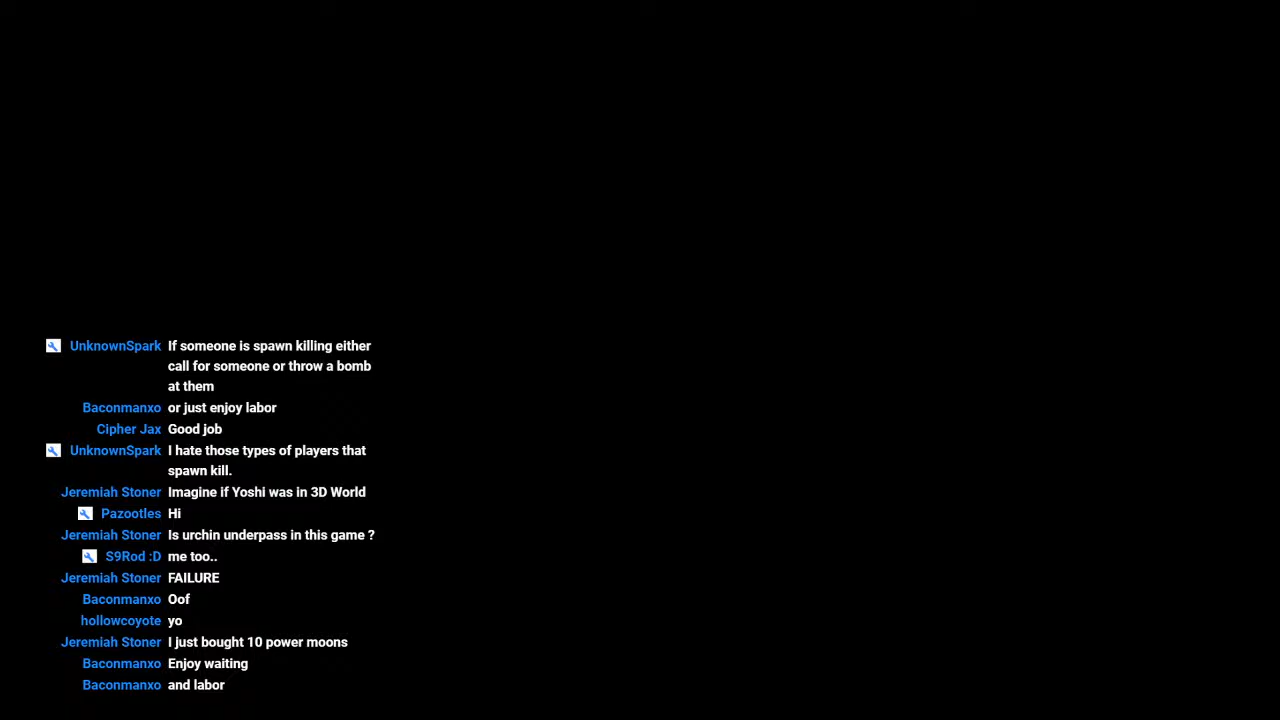 UnknownSpark If someone is spawn killing either
call for someone or throw a bomb
at them
Baconmanxo or just enjoy labor
Cipher Jax Good job
UnknownSpark I hate those types of players that
spawn kill.
Jeremiah Stoner Imagine if Yoshi was in 3D World
Pazootles Hi
Jeremiah Stoner Is urchin underpass in this game ?
S9Rod :D me too..
Jeremiah Stoner FAILURE
Baconmanxo Oof
hollowcoyote yo
Jeremiah Stoner I just bought 10 power moons
Baconmanxo Enjoy waiting
Baconmanxo and labor